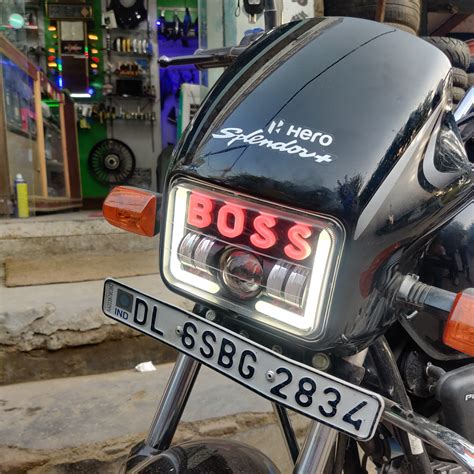 Hero
Splendor+
BOSS
IND
DL 6SBG 2834